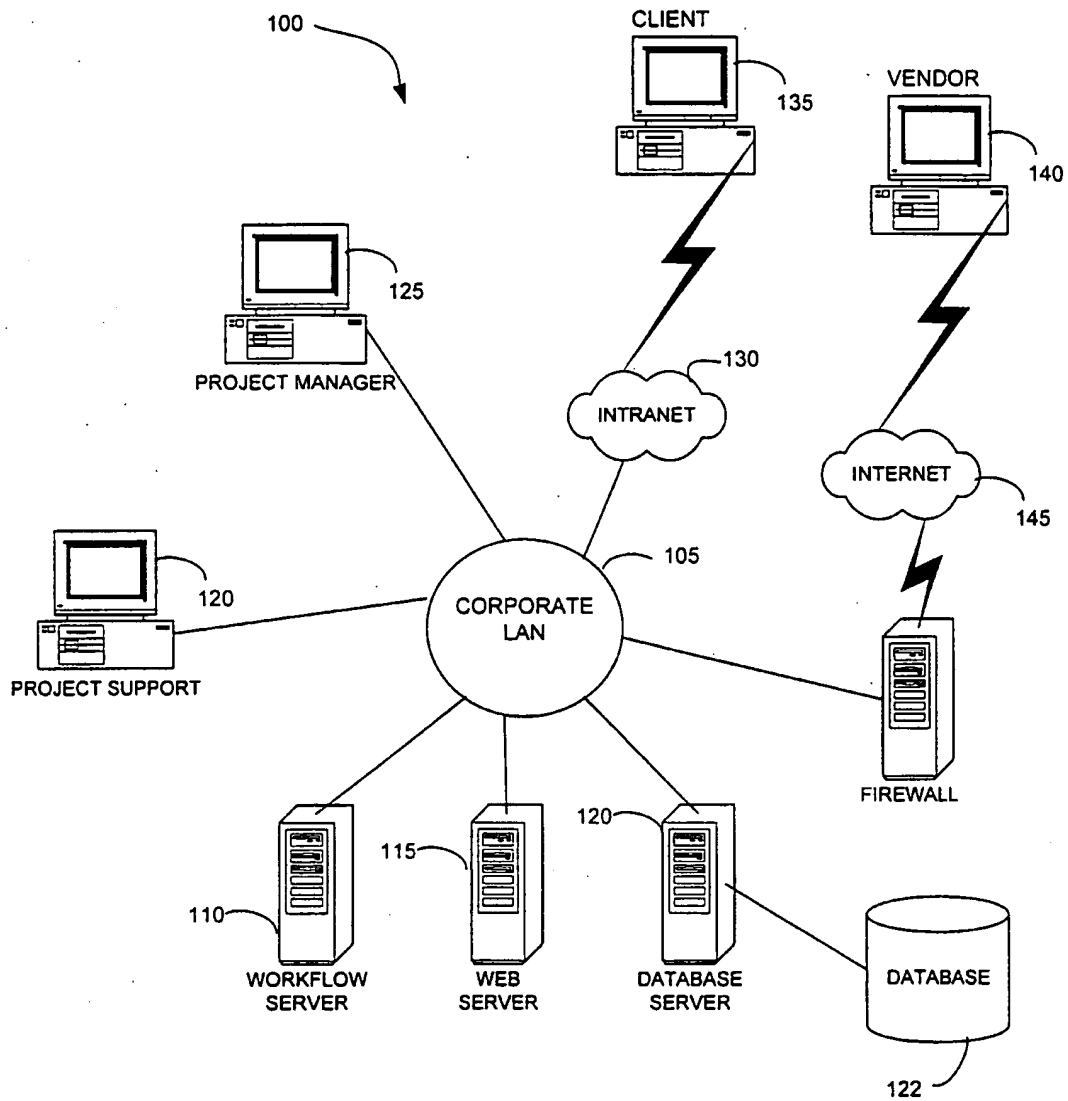 100
CLIENT
135
VENDOR
140
125
PROJECT MANAGER
130
INTRANET
INTERNET
145
120
PROJECT SUPPORT
105
CORPORATE
LAN
FIREWALL
110
WORKFLOW
SERVER
115
WEB
SERVER
120
DATABASE
SERVER
DATABASE
122